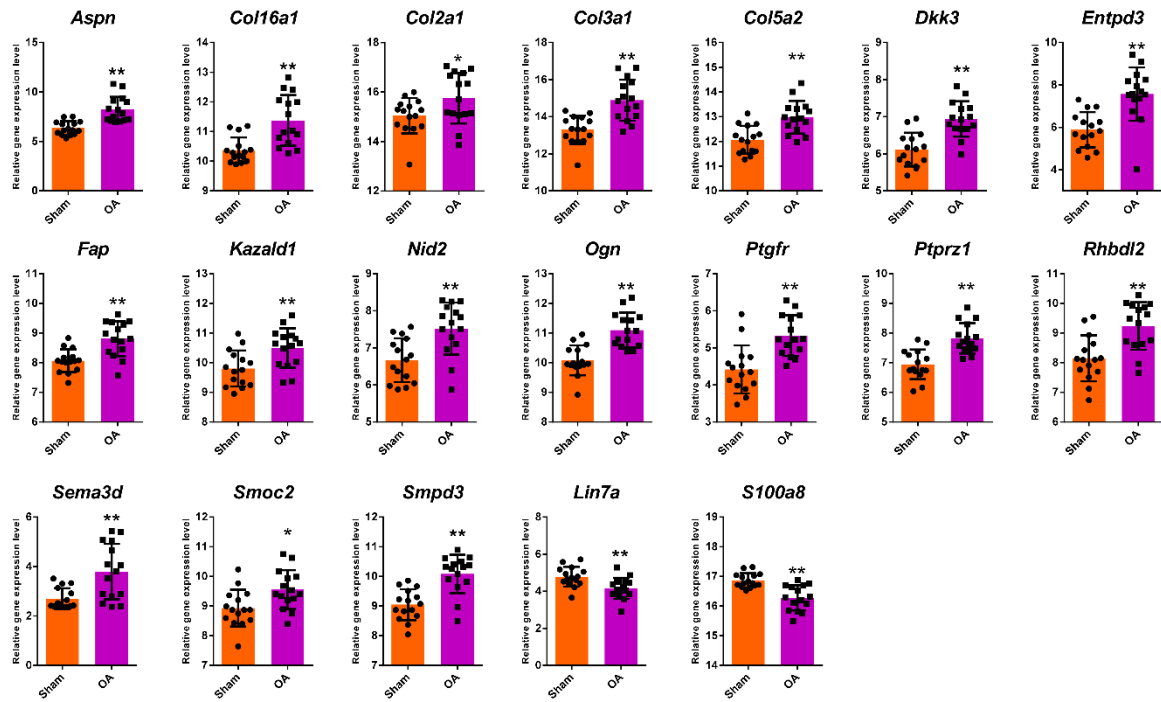 Aspn
Relative gene expression level
15
10
5
0
**
Sham
OA
Col16a1
Relative gene expression level
14
13
12
11
10
9
**
Sham
OA
Col2a1
Relative gene expression level
18
16
14
12
*
Sham
OA
Col3a1
Relative gene expression level
18
16
14
12
10
**
Sham
OA
Col5a2
Relative gene expression level
16
15
14
13
12
11
10
**
Sham
OA
Dkk3
Relative gene expression level
9
8
7
6
5
**
Sham
OA
Entpd3
Relative gene expression level
10
8
6
4
**
Sham
OA
Fap
Relative gene expression level
11
10
9
8
7
6
**
Sham
OA
Kazald1
Relative gene expression level
13
12
11
10
9
8
**
Sham
OA
Nid2
Relative gene expression level
9
8
7
6
5
**
Sham
OA
Ogn
Relative gene expression level
13
12
11
10
9
8
**
Sham
OA
Ptgfr
Relative gene expression level
7
6
5
4
3
**
Sham
OA
Ptprz1
Relative gene expression level
10
9
8
7
6
5
**
Sham
OA
Rhbdl2
Relative gene expression level
11
10
9
8
7
6
**
Sham
OA
Sema3d
Relative gene expression level
6
4
2
0
**
Sham
OA
Smoc2
Relative gene expression level
12
11
10
9
8
7
*
Sham
OA
Smpd3
Relative gene expression level
12
11
10
9
8
7
**
Sham
OA
Lin7a
Relative gene expression level
8
6
4
2
0
**
Sham
OA
S100a8
Relative gene expression level
19
18
17
16
15
14
**
Sham
OA